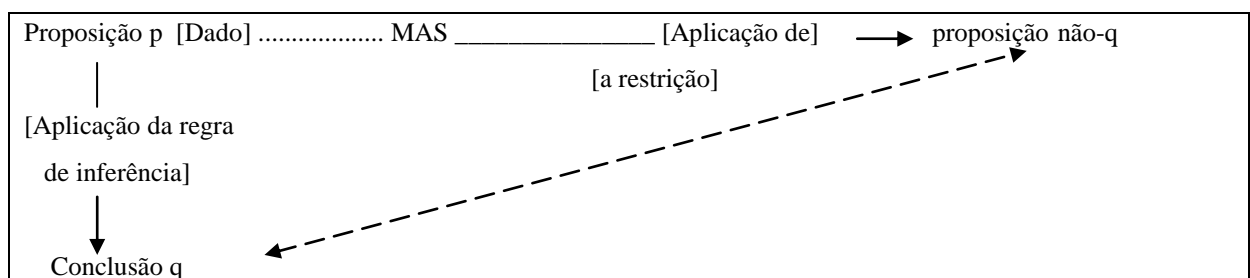 Proposição p [Dado] ................... MAS _______________ [Aplicação de] proposição não-q
[a restrição]
[Aplicação da regra
de inferência]
Conclusão q